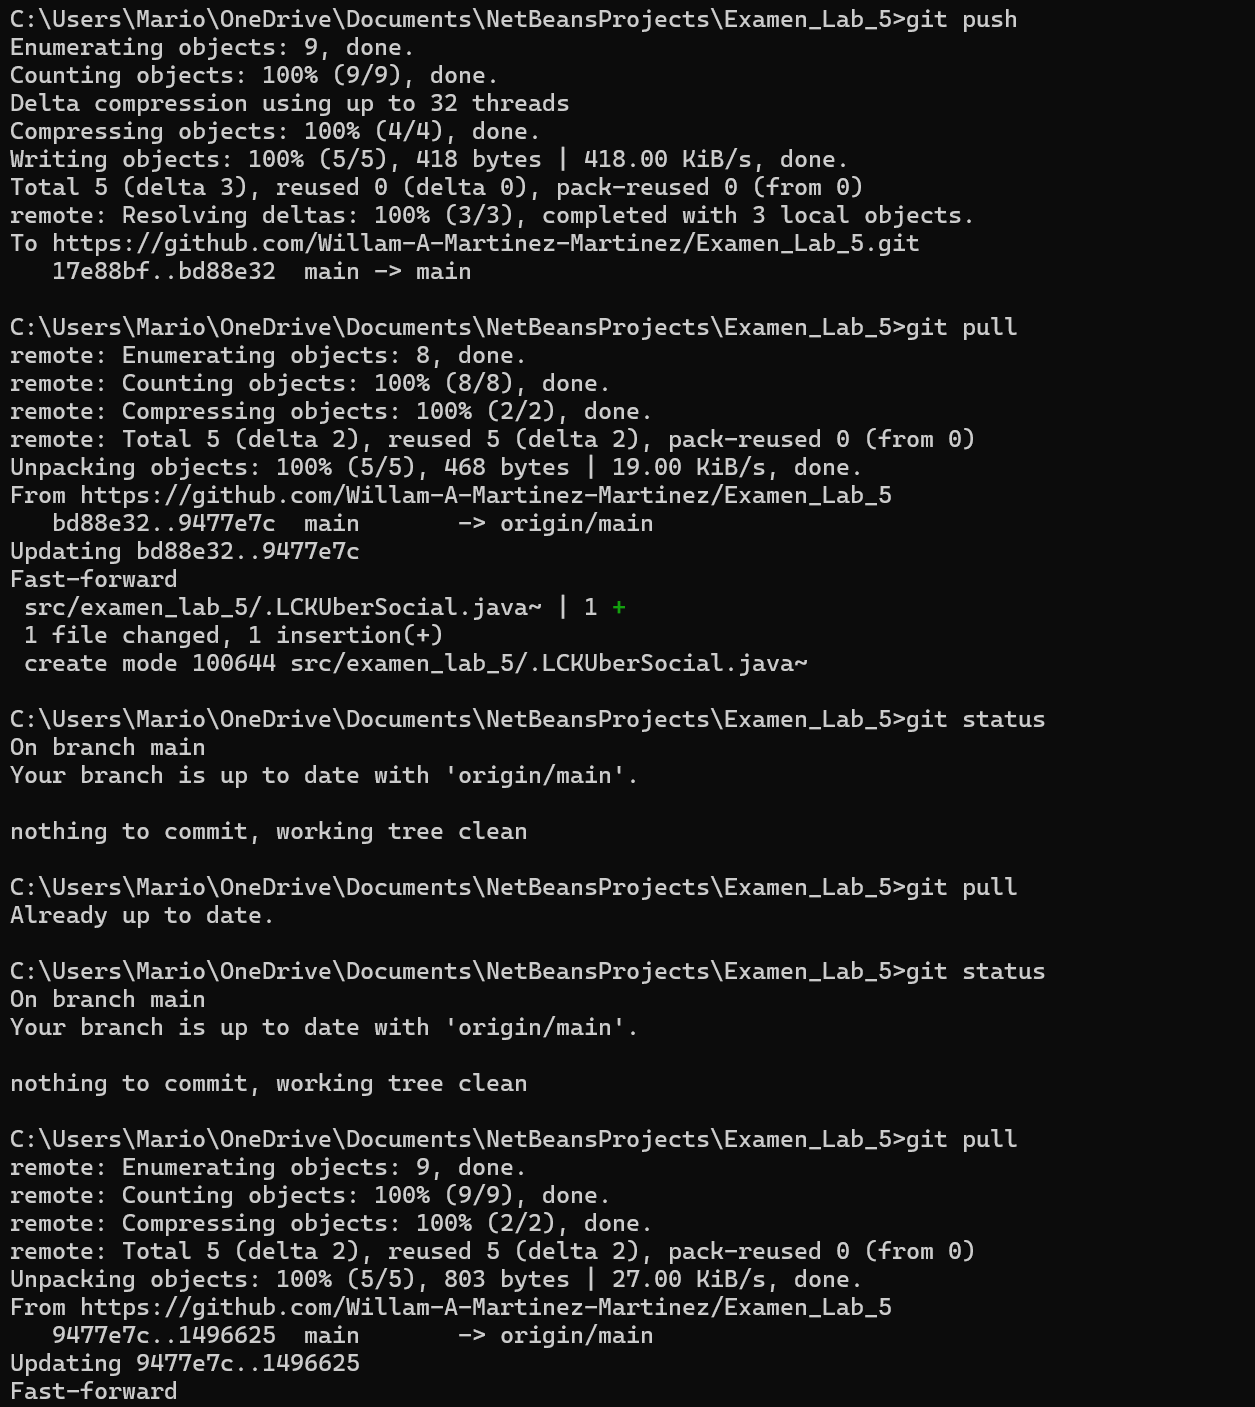 C:\Users\Mario\OneDrive\Documents\NetBeansProjects\Examen_Lab_5>git push
Enumerating objects: 9, done.
Counting objects: 100% (9/9), done.
Delta compression using up to 32 threads
Compressing objects: 100% (4/4), done.
Writing objects: 100% (5/5), 418 bytes | 418.00 KiB/s, done.
Total 5 (delta 3), reused 0 (delta 0), pack-reused 0 (from 0)
remote: Resolving deltas: 100% (3/3), completed with 3 local objects.
To https://github.com/Willam-A-Martinez-Martinez/Examen_Lab_5.git
   17e88bf..bd88e32  main -> main

C:\Users\Mario\OneDrive\Documents\NetBeansProjects\Examen_Lab_5>git pull
remote: Enumerating objects: 8, done.
remote: Counting objects: 100% (8/8), done.
remote: Compressing objects: 100% (2/2), done.
remote: Total 5 (delta 2), reused 5 (delta 2), pack-reused 0 (from 0)
Unpacking objects: 100% (5/5), 468 bytes | 19.00 KiB/s, done.
From https://github.com/Willam-A-Martinez-Martinez/Examen_Lab_5
   bd88e32..9477e7c  main       -> origin/main
Updating bd88e32..9477e7c
Fast-forward
 src/examen_lab_5/.LCKUberSocial.java~ | 1 +
 1 file changed, 1 insertion(+)
 create mode 100644 src/examen_lab_5/.LCKUberSocial.java~

C:\Users\Mario\OneDrive\Documents\NetBeansProjects\Examen_Lab_5>git status
On branch main
Your branch is up to date with 'origin/main'.

nothing to commit, working tree clean

C:\Users\Mario\OneDrive\Documents\NetBeansProjects\Examen_Lab_5>git pull
Already up to date.

C:\Users\Mario\OneDrive\Documents\NetBeansProjects\Examen_Lab_5>git status
On branch main
Your branch is up to date with 'origin/main'.

nothing to commit, working tree clean

C:\Users\Mario\OneDrive\Documents\NetBeansProjects\Examen_Lab_5>git pull
remote: Enumerating objects: 9, done.
remote: Counting objects: 100% (9/9), done.
remote: Compressing objects: 100% (2/2), done.
remote: Total 5 (delta 2), reused 5 (delta 2), pack-reused 0 (from 0)
Unpacking objects: 100% (5/5), 803 bytes | 27.00 KiB/s, done.
From https://github.com/Willam-A-Martinez-Martinez/Examen_Lab_5
   9477e7c..1496625  main       -> origin/main
Updating 9477e7c..1496625
Fast-forward